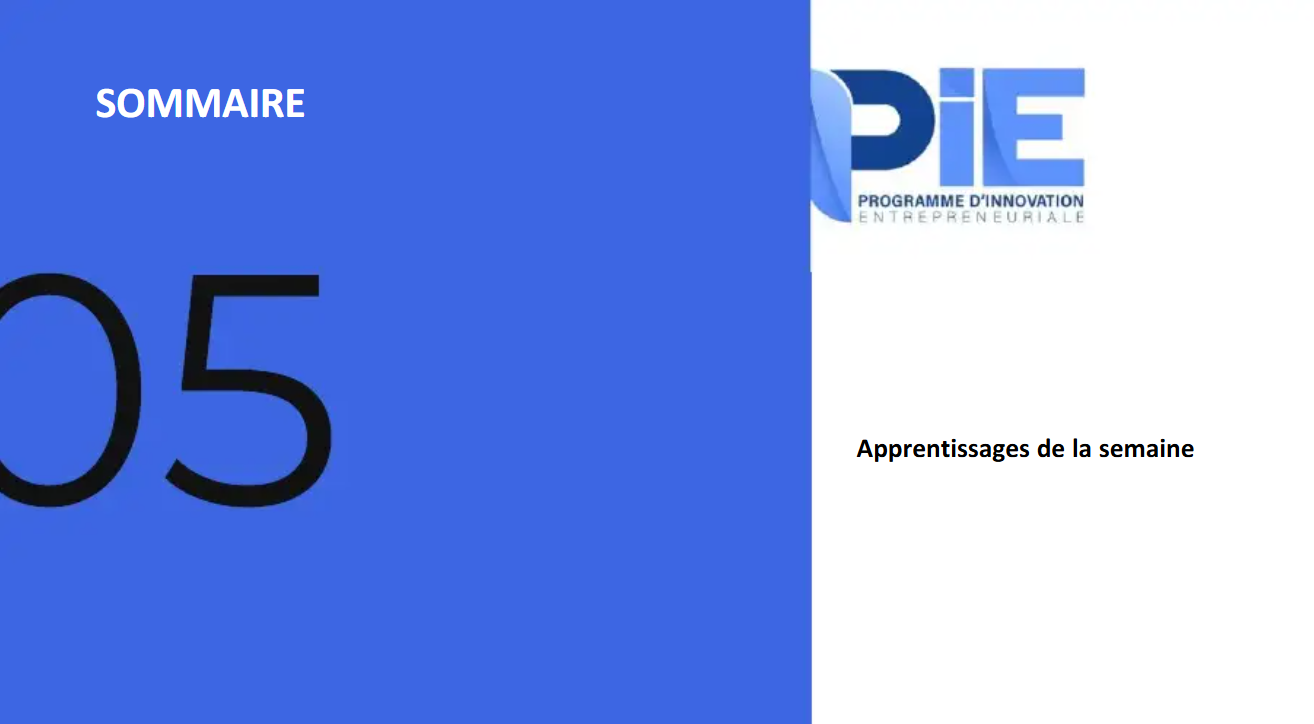 SOMMAIRE
PiE
PROGRAMME D'INNOVATION
ENTREPRENEURIALE
05
Apprentissages de la semaine